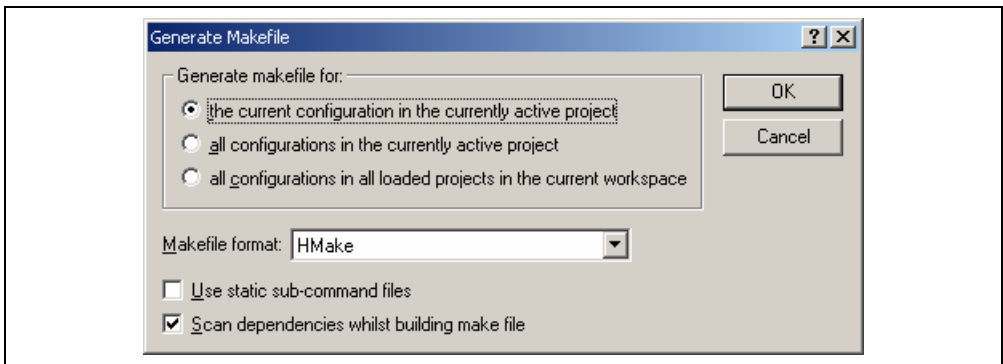 Generate Makefile
Generate makefile for:
the current configuration in the currently active project
OK
all configurations in the currently active project
Cancel
all configurations in all loaded projects in the current workspace
Makefile format: HMake
Use static sub-command files
Scan dependencies whilst building make file